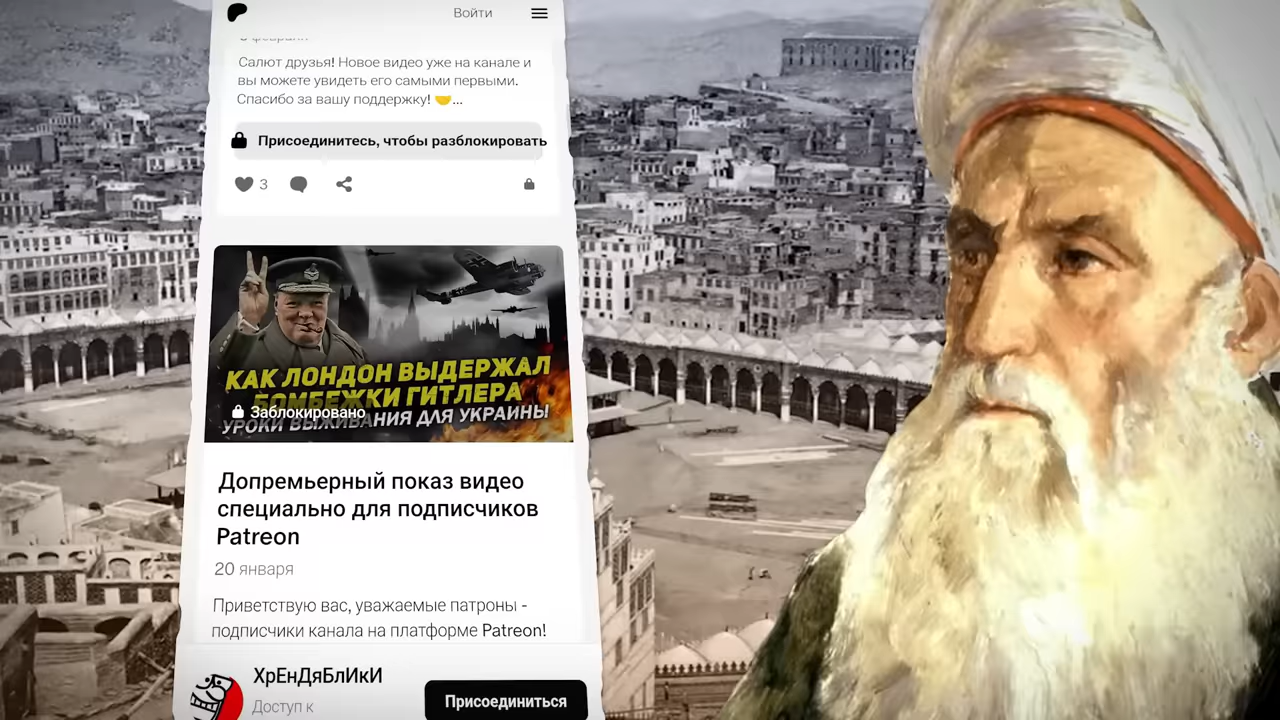 Войти
Салют друзья! Новое видео уже на канале и
вы можете увидеть его самыми первыми.
Спасибо за вашу поддержку! 🤝...
Присоединитесь, чтобы разблокировать
3
КАК ЛОНДОН ВЫДЕРЖАЛ
БОМБЕЖКИ ГИТЛЕРА
Заблокировано
УРОКИ ВЫЖИВАНИЯ ДЛЯ УКРАИНЫ
Допремьерный показ видео
специально для подписчиков
Patreon
20 января
Приветствую вас, уважаемые патроны -
подписчики канала на платформе Patreon!
ХрЕнДяБлИкИ
Доступ к
Присоединиться